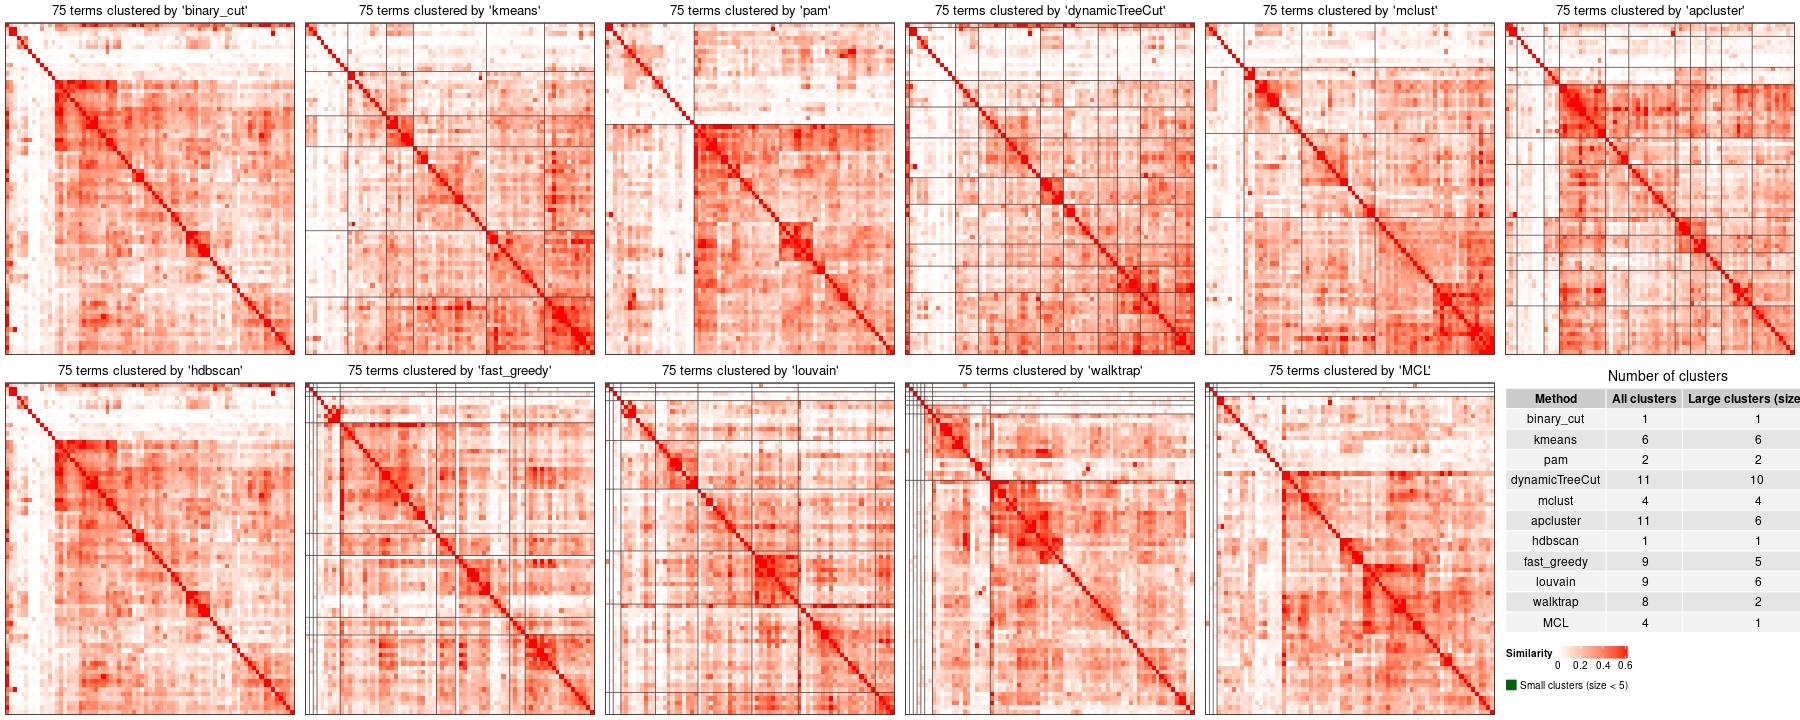 75 terms clustered by 'binary_cut'
75 terms clustered by 'kmeans'
75 terms clustered by 'pam'
75 terms clustered by 'dynamicTreeCut'
75 terms clustered by 'mclust'
75 terms clustered by 'apcluster'
75 terms clustered by 'hdbscan'
75 terms clustered by 'fast_greedy'
75 terms clustered by 'louvain'
75 terms clustered by 'walktrap'
75 terms clustered by 'MCL'
Number of clusters
Method All clusters Large clusters (size
binary_cut 1 1
kmeans 6 6
pam 2 2
dynamicTreeCut 11 10
mclust 4 4
apcluster 11 6
hdbscan 1 1
fast_greedy 9 5
louvain 9 6
walktrap 8 2
MCL 4 1
Similarity
0 0.2 0.4 0.6
Small clusters (size < 5)